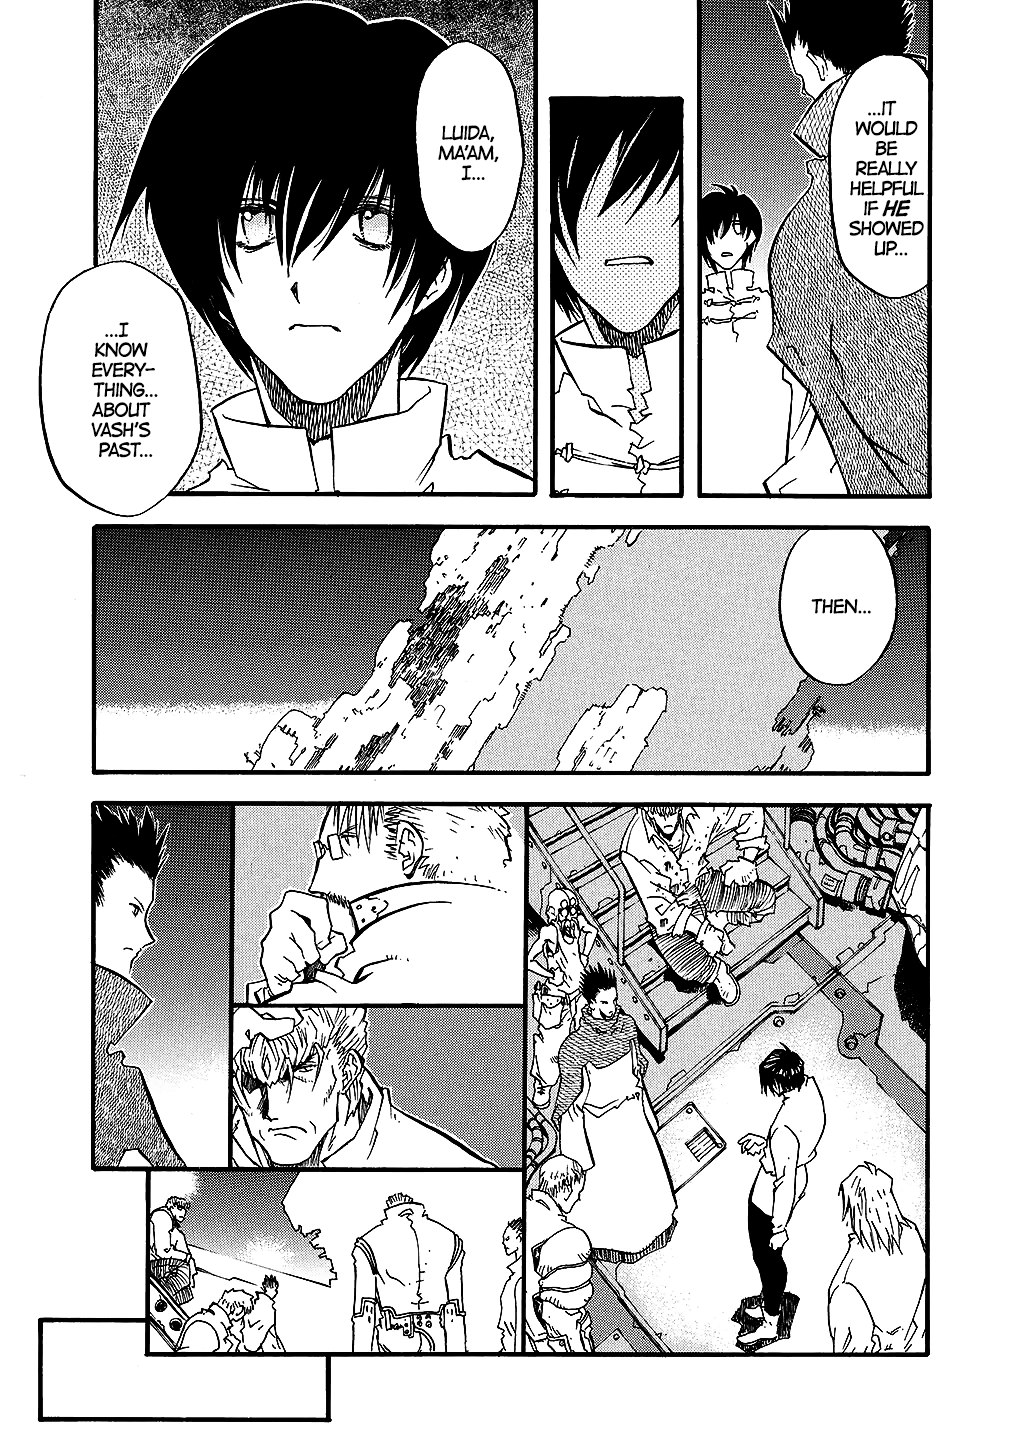 ...IT
WOULD
BE
REALLY
HELPFUL
IF HE
SHOWED
UP...
LUIDA,
MA'AM,
I...
...I
KNOW
EVERY-
THING...
ABOUT
VASH'S
PAST...
THEN...